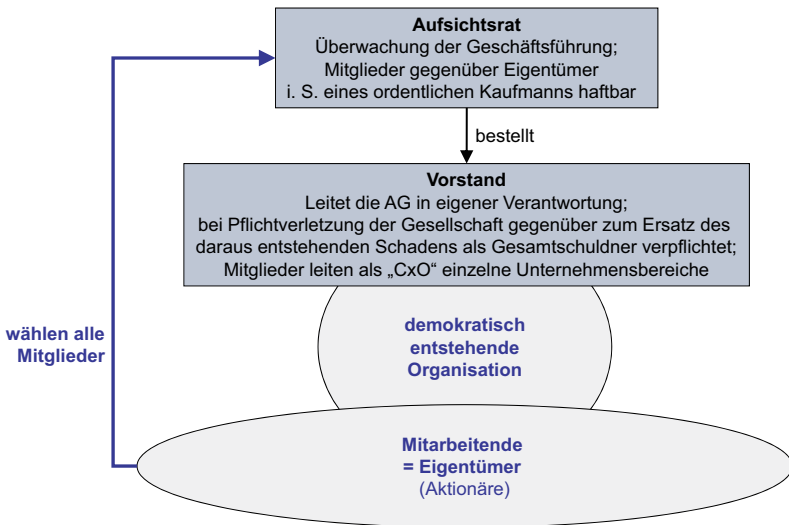 Aufsichtsrat
Überwachung der Geschäftsführung;
Mitglieder gegenüber Eigentümer
i. S. eines ordentlichen Kaufmanns haftbar
bestellt
Vorstand
Leitet die AG in eigener Verantwortung;
bei Pflichtverletzung der Gesellschaft gegenüber zum Ersatz des
daraus entstehenden Schadens als Gesamtschuldner verpflichtet;
Mitglieder leiten als „CxO“ einzelne Unternehmensbereiche
wählen alle
Mitglieder
demokratisch
entstehende
Organisation
Mitarbeitende
= Eigentümer
(Aktionäre)